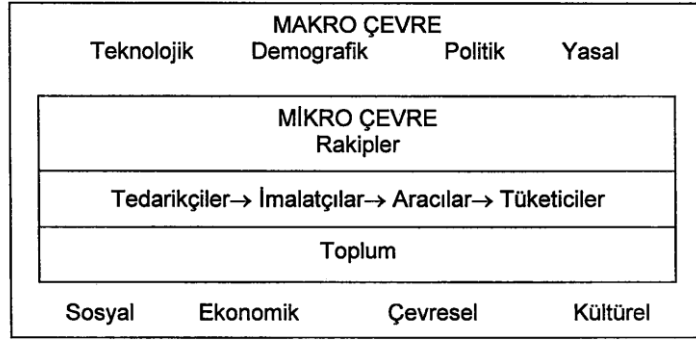 MAKRO ÇEVRE
Teknolojik Demografik Politik Yasal
MİKRO ÇEVRE
Rakipler
Tedarikçiler→ İmalatçılar→ Aracılar→ Tüketiciler
Toplum
Sosyal Ekonomik Çevresel Kültürel